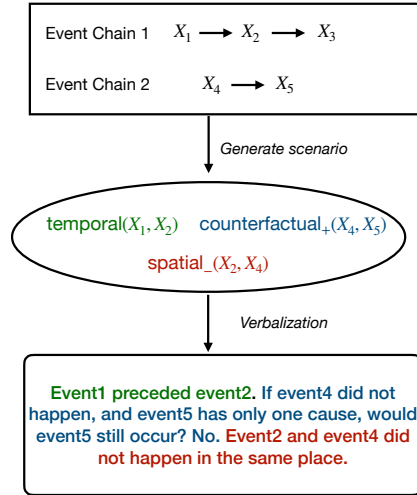 Event Chain 1 X₁ ⟶ X₂ ⟶ X₃
Event Chain 2 X₄ ⟶ X₅
Generate scenario
temporal(X₁, X₂) counterfactual₊(X₄, X₅)
spatial₋(X₂, X₄)
Verbalization
Event1 preceded event2. If event4 did not
happen, and event5 has only one cause, would
event5 still occur? No. Event2 and event4 did
not happen in the same place.